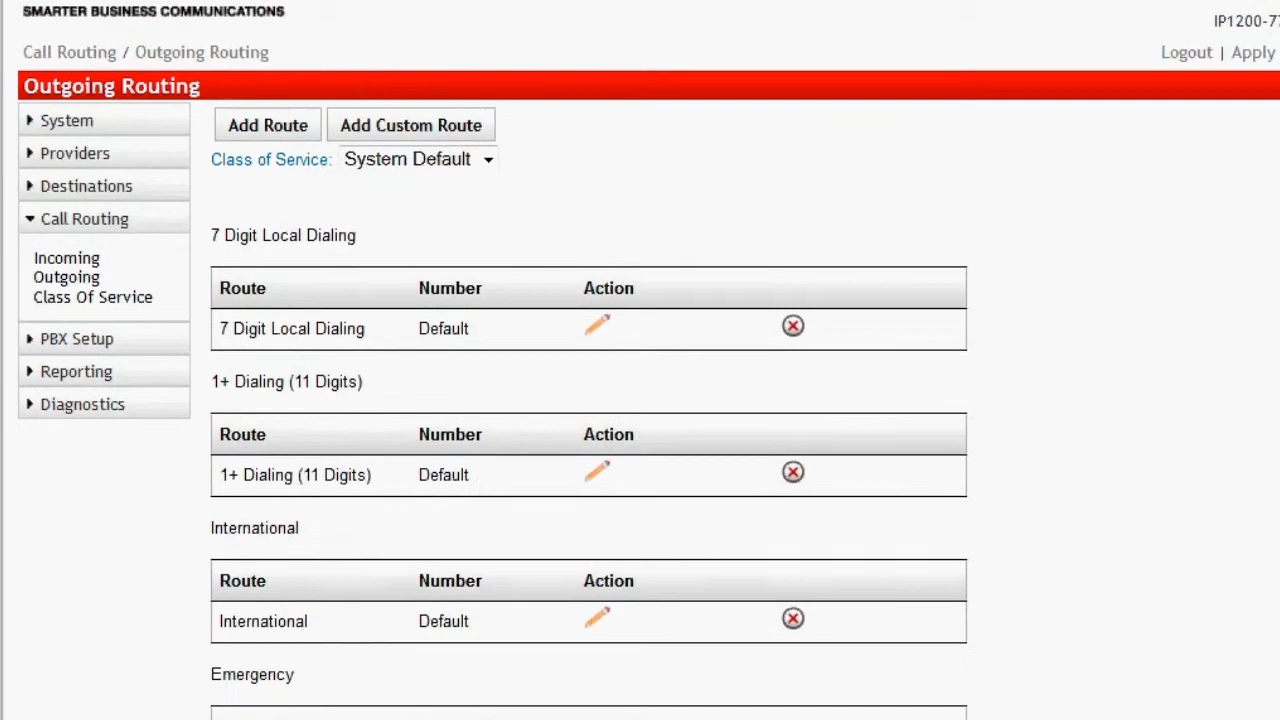 SMARTER BUSINESS COMMUNICATIONS
IP1200-77
Call Routing / Outgoing Routing
Logout | Apply
Outgoing Routing
System
Providers
Destinations
Call Routing
Incoming
Outgoing
Class Of Service
PBX Setup
Reporting
Diagnostics
Add Route Add Custom Route
Class of Service: System Default
7 Digit Local Dialing
Route Number Action
7 Digit Local Dialing Default
1+ Dialing (11 Digits)
Route Number Action
1+ Dialing (11 Digits) Default
International
Route Number Action
International Default
Emergency